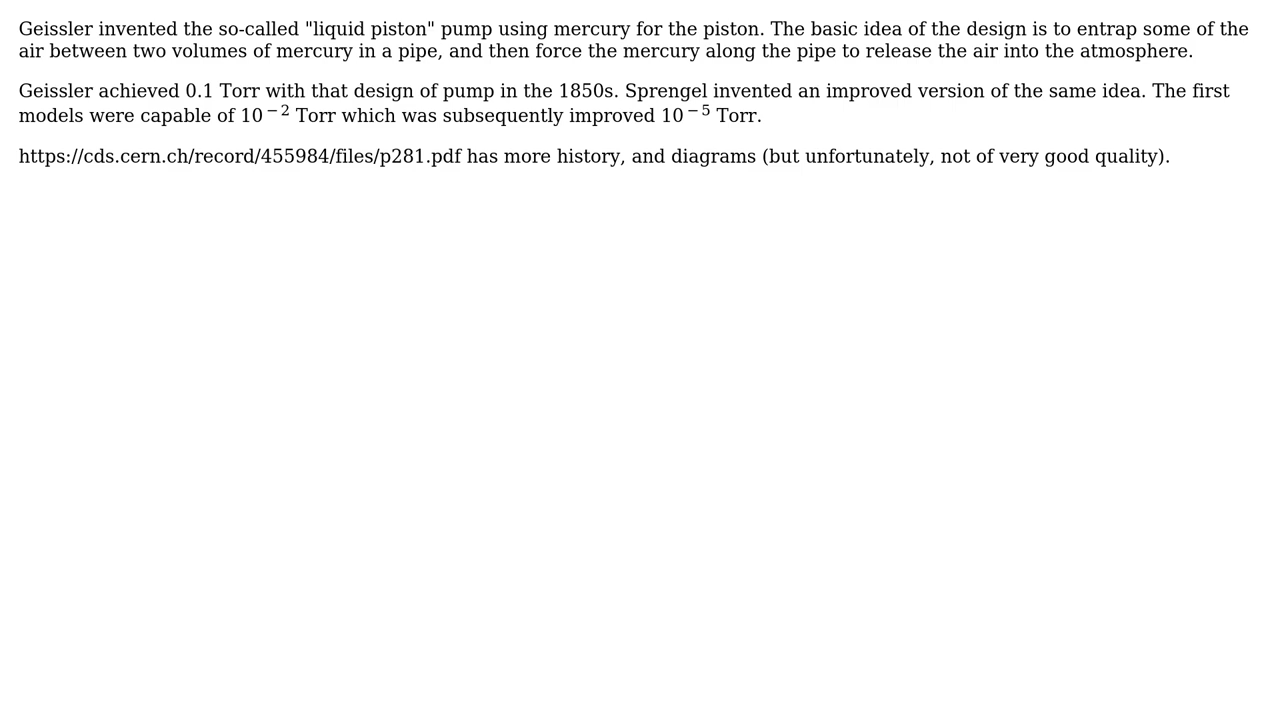 Geissler invented the so-called "liquid piston" pump using mercury for the piston. The basic idea of the design is to entrap some of the
air between two volumes of mercury in a pipe, and then force the mercury along the pipe to release the air into the atmosphere.
Geissler achieved 0.1 Torr with that design of pump in the 1850s. Sprengel invented an improved version of the same idea. The first
models were capable of 10⁻² Torr which was subsequently improved 10⁻⁵ Torr.
https://cds.cern.ch/record/455984/files/p281.pdf has more history, and diagrams (but unfortunately, not of very good quality).